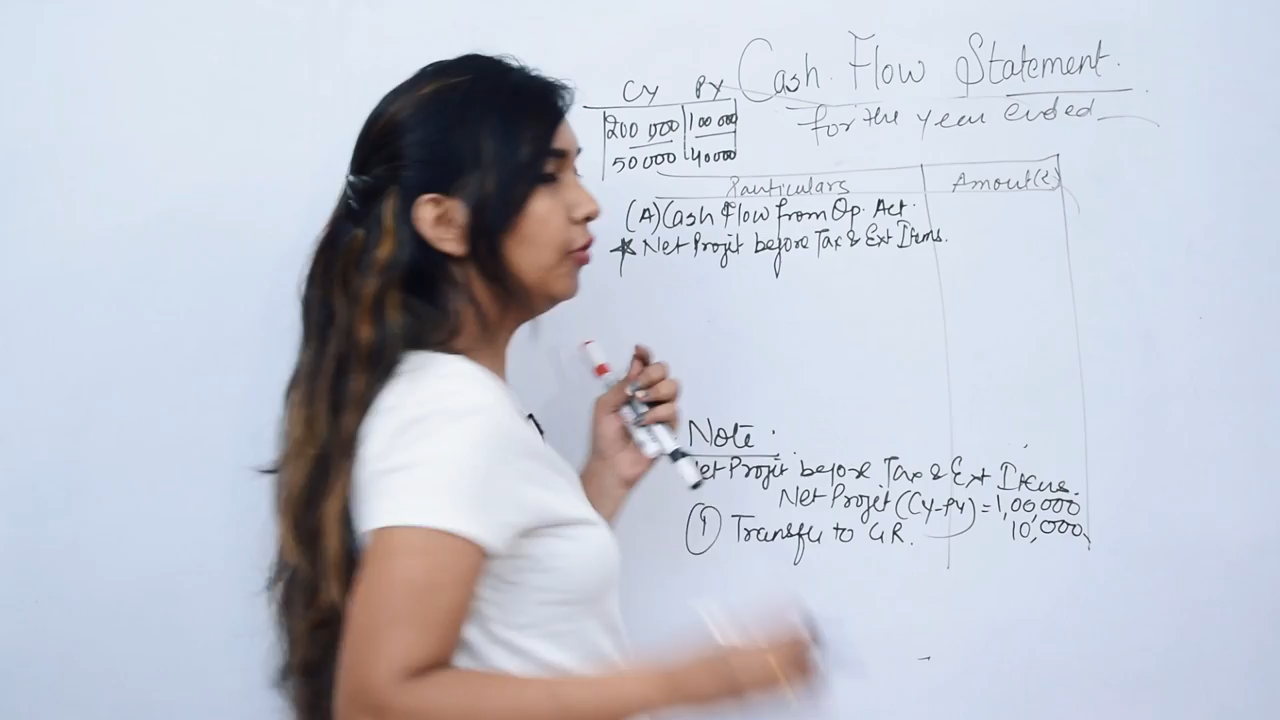 Cash Flow Statement.
for the year ended
CY PY
200 000 100 000
50 000 40000
Particulars Amout(₹)
(A) Cash Flow from Op. Act.
* Net Profit before Tax & Ext Items.
Note.
Net Profit before Tax & Ext Items.
Net Profit (Cy-Py) = 1,00,000
(1) Transfer to GR. 10,000